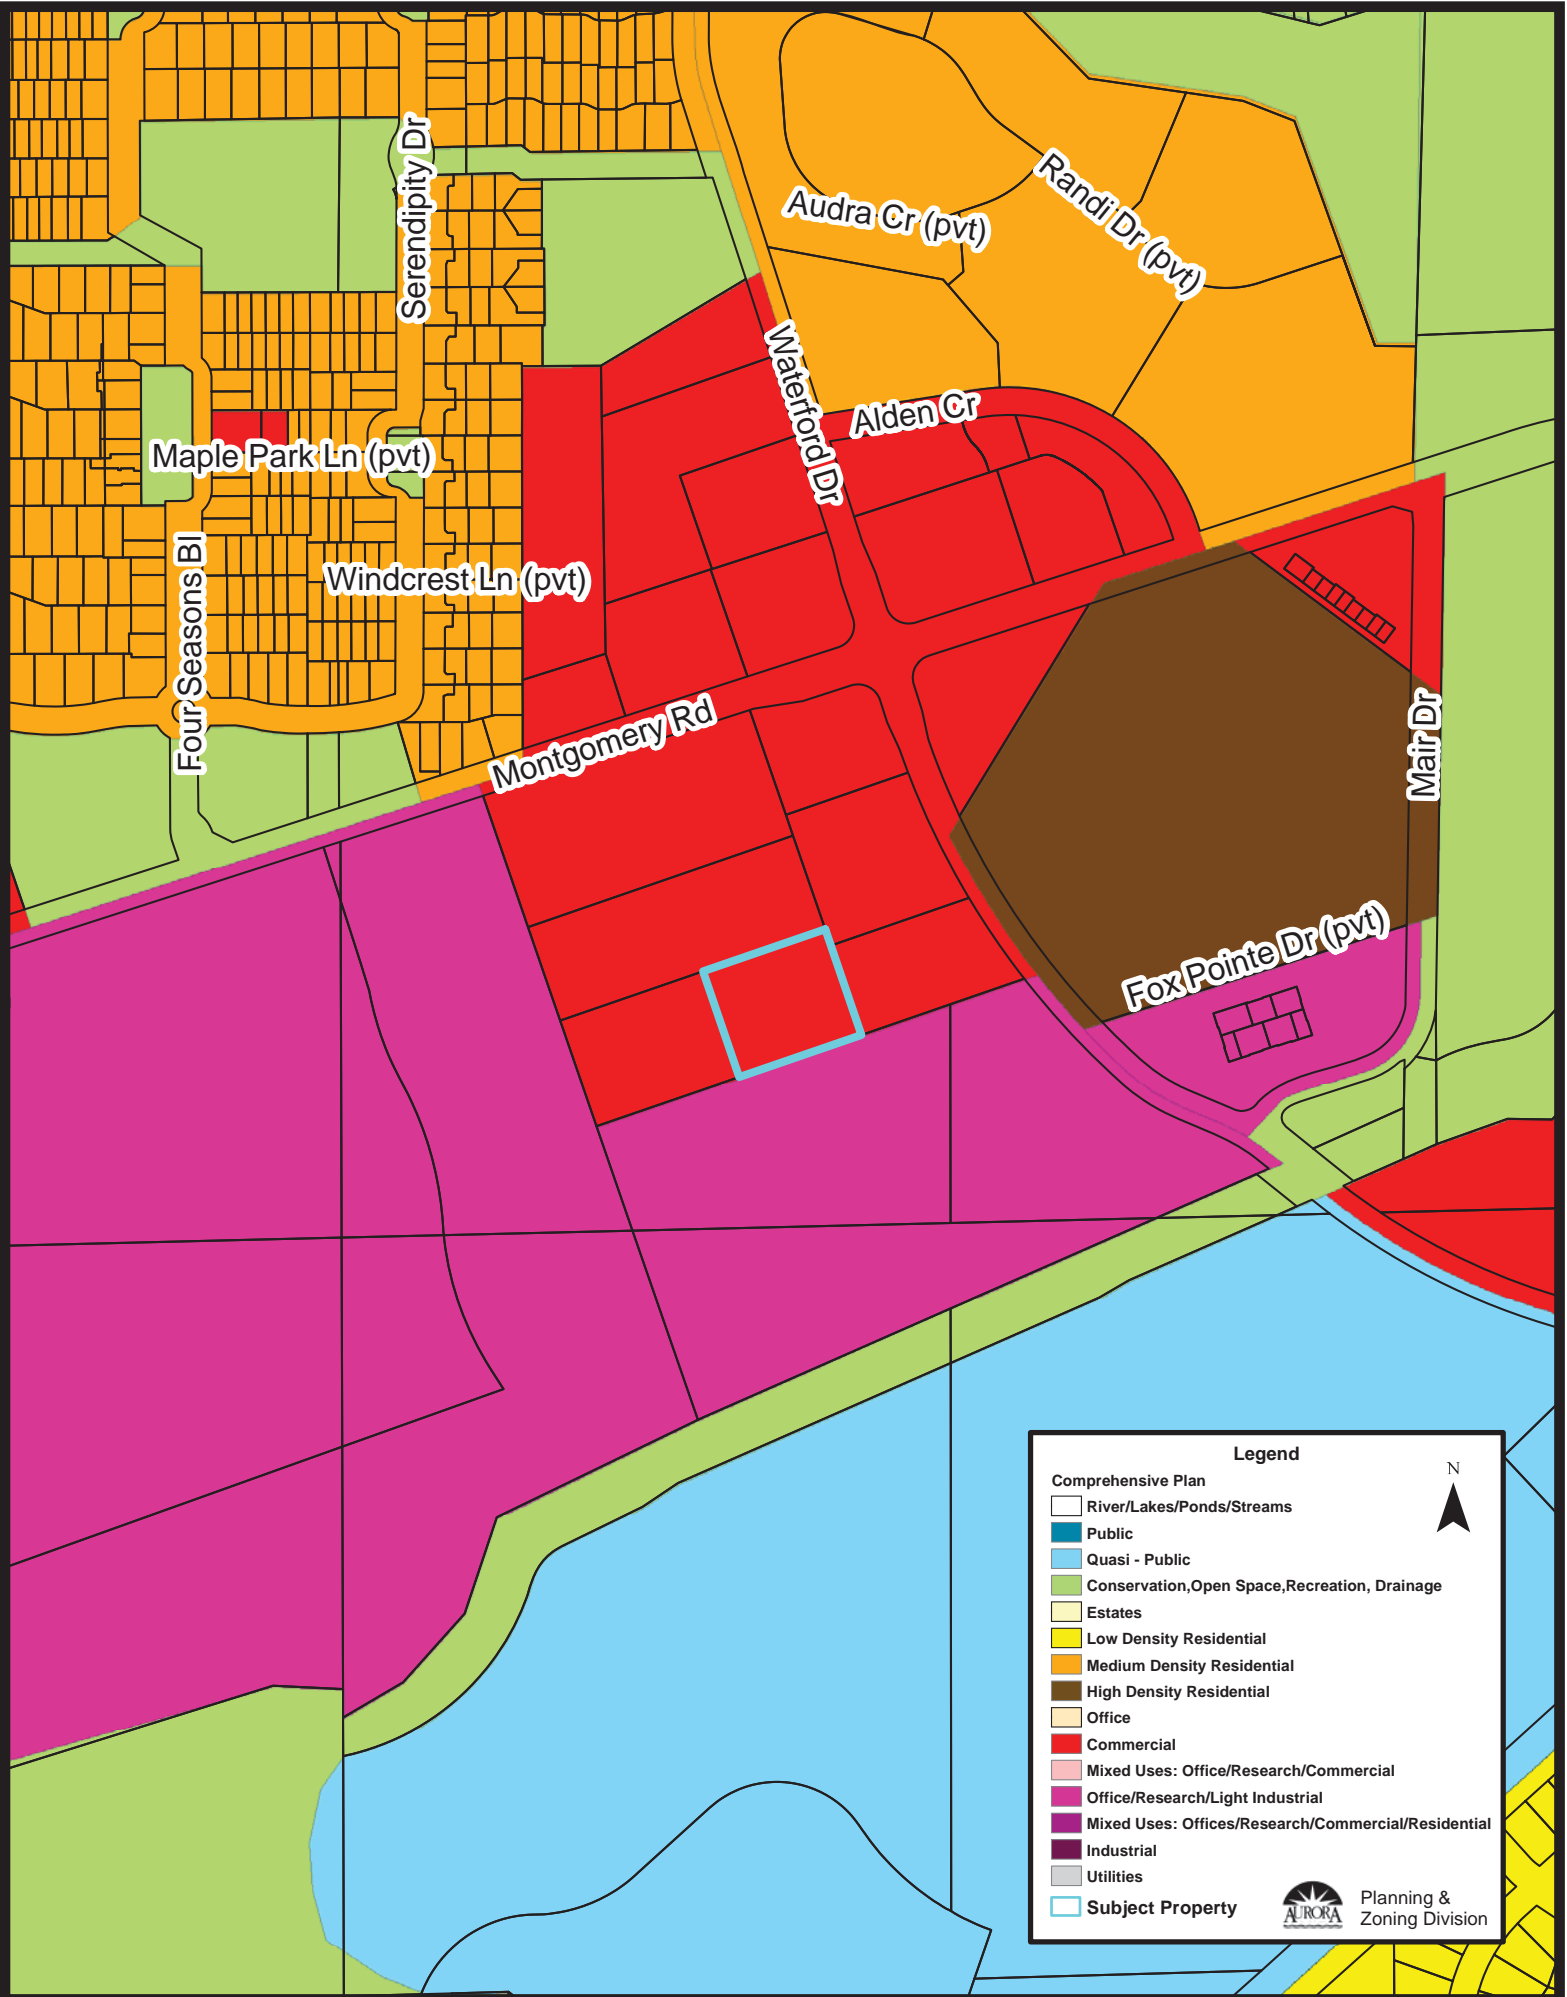 Serendipity Dr
Audra Cr (pvt)
Randi Dr (pvt)
Waterford Dr
Alden Cr
Maple Park Ln (pvt)
Windcrest Ln (pvt)
Four Seasons Bl
Montgomery Rd
Mair Dr
Fox Pointe Dr (pvt)
Legend
N
Comprehensive Plan
River/Lakes/Ponds/Streams
Public
Quasi - Public
Conservation,Open Space,Recreation, Drainage
Estates
Low Density Residential
Medium Density Residential
High Density Residential
Office
Commercial
Mixed Uses: Office/Research/Commercial
Office/Research/Light Industrial
Mixed Uses: Offices/Research/Commercial/Residential
Industrial
Utilities
Subject Property
AURORA
Planning &
Zoning Division